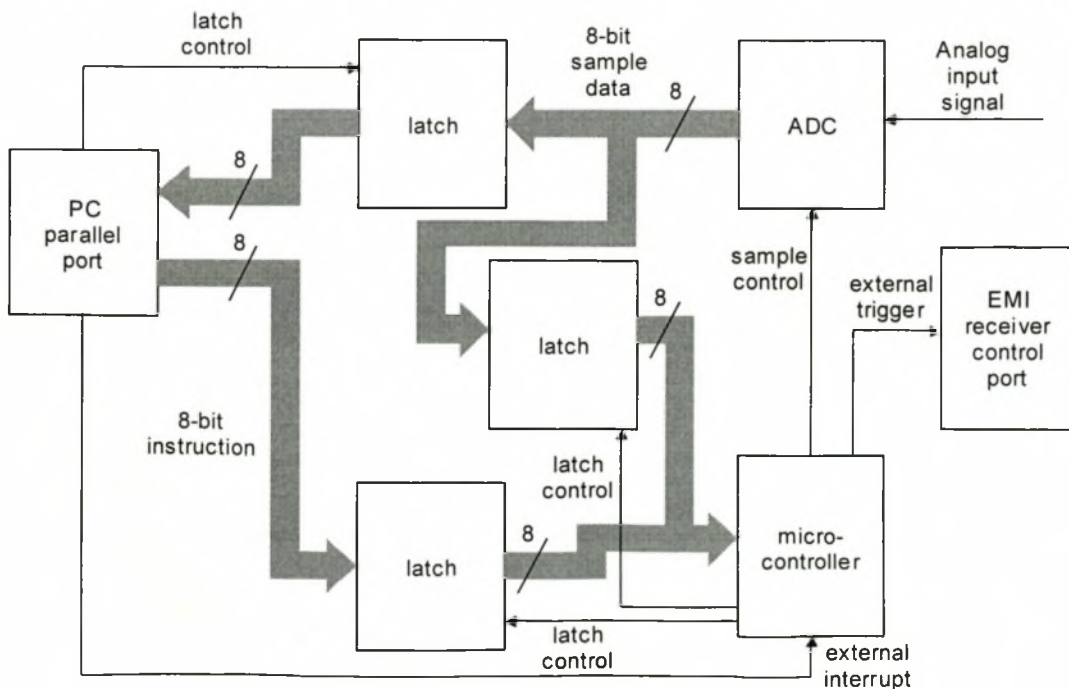 latch
control
8-bit
sample
data
8
Analog
input
signal
latch
ADC
8
PC
parallel
port
8
sample
control
external
trigger
EMI
receiver
control
port
8
latch
8-bit
instruction
latch
control
8
latch
micro-
controller
latch
control
external
interrupt